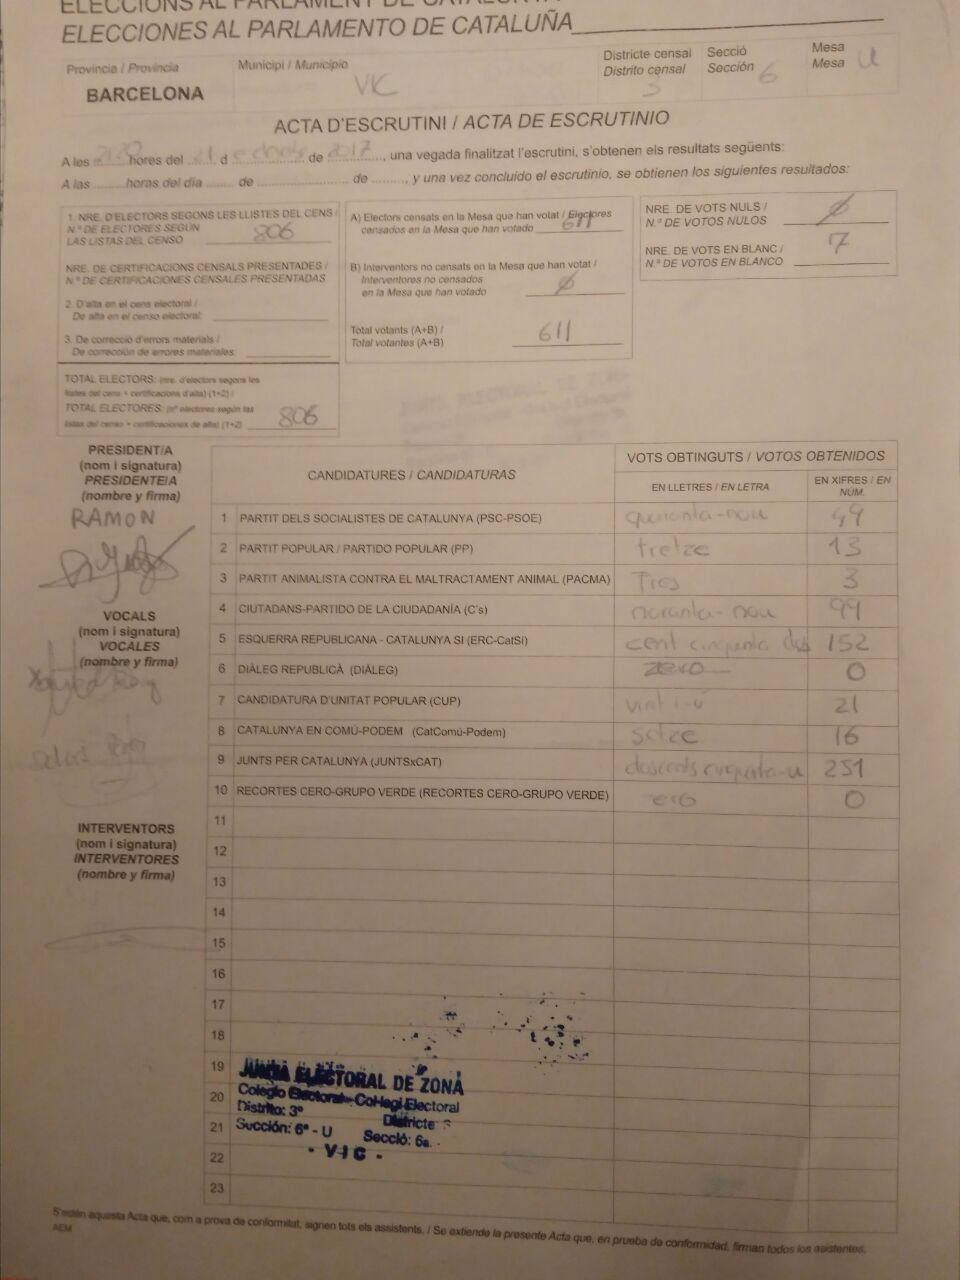 ELECCIONS AL PARLAMENT DE CATALUNYA
ELECCIONES AL PARLAMENTO DE CATALUÑA
Província / Provincia
BARCELONA
Municipi / Municipio
VIC
Districte censal
Distrito censal
3
Secció
Sección
6
Mesa
Mesa
U
ACTA D'ESCRUTINI / ACTA DE ESCRUTINIO
A les 21:20 hores del 21 d de 2017, una vegada finalitzat l'escrutini, s'obtenen els resultats següents:
A las ........ horas del día ........ de ........................ de ........, y una vez concluido el escrutinio, se obtienen los siguientes resultados:
1. NRE. D'ELECTORS SEGONS LES LLISTES DEL CENS /
N.º DE ELECTORES SEGÚN
LAS LISTAS DEL CENSO 806
NRE. DE CERTIFICACIONS CENSALS PRESENTADES /
N.º DE CERTIFICACIONES CENSALES PRESENTADAS
2. D'alta en el cens electoral /
De alta en el censo electoral:
3. De correcció d'errors materials /
De corrección de errores materiales:
TOTAL ELECTORS: (nre. d'electors segons les
llistes del cens + certificacions d'alta) (1+2) /
TOTAL ELECTORES: (nº electores según las
listas del censo + certificaciones de alta) (1+2) 806
A) Electors censats en la Mesa que han votat / Electores
censados en la Mesa que han votado 611
B) Interventors no censats en la Mesa que han votat /
Interventores no censados
en la Mesa que han votado Ø
Total votants (A+B) /
Total votantes (A+B) 611
NRE. DE VOTS NULS /
N.º DE VOTOS NULOS Ø
NRE. DE VOTS EN BLANC /
N.º DE VOTOS EN BLANCO 7
PRESIDENT/A
(nom i signatura)
PRESIDENTE/A
(nombre y firma)
RAMON
VOCALS
(nom i signatura)
VOCALES
(nombre y firma)
INTERVENTORS
(nom i signatura)
INTERVENTORES
(nombre y firma)
CANDIDATURES / CANDIDATURAS
VOTS OBTINGUTS / VOTOS OBTENIDOS
EN LLETRES / EN LETRA
EN XIFRES / EN
NÚM.
1 PARTIT DELS SOCIALISTES DE CATALUNYA (PSC-PSOE) quaranta-nou 49
2 PARTIT POPULAR / PARTIDO POPULAR (PP) tretze 13
3 PARTIT ANIMALISTA CONTRA EL MALTRACTAMENT ANIMAL (PACMA) Tres 3
4 CIUTADANS-PARTIDO DE LA CIUDADANÍA (C's) noranta-nou 99
5 ESQUERRA REPUBLICANA - CATALUNYA SI (ERC-CatSí) cent cinquanta dos 152
6 DIÀLEG REPUBLICÀ (DIÀLEG) zero 0
7 CANDIDATURA D'UNITAT POPULAR (CUP) vint-i-ú 21
8 CATALUNYA EN COMÚ-PODEM (CatComú-Podem) setze 16
9 JUNTS PER CATALUNYA (JUNTSxCAT) doscents cinquanta-u 251
10 RECORTES CERO-GRUPO VERDE (RECORTES CERO-GRUPO VERDE) 0
11
12
13
14
15
16
17
18
19
20
21
22
23
JUNTA ELECTORAL DE ZONA
Colegio Electoral - Col·legi Electoral
Distrito: 3º Districte 3
Sección: 6ª - U Secció: 6a.
- VIC -
S'estén aquesta Acta que, com a prova de conformitat, signen tots els assistents. / Se extiende la presente Acta que, en prueba de conformidad, firman todos los asistentes.
AEM